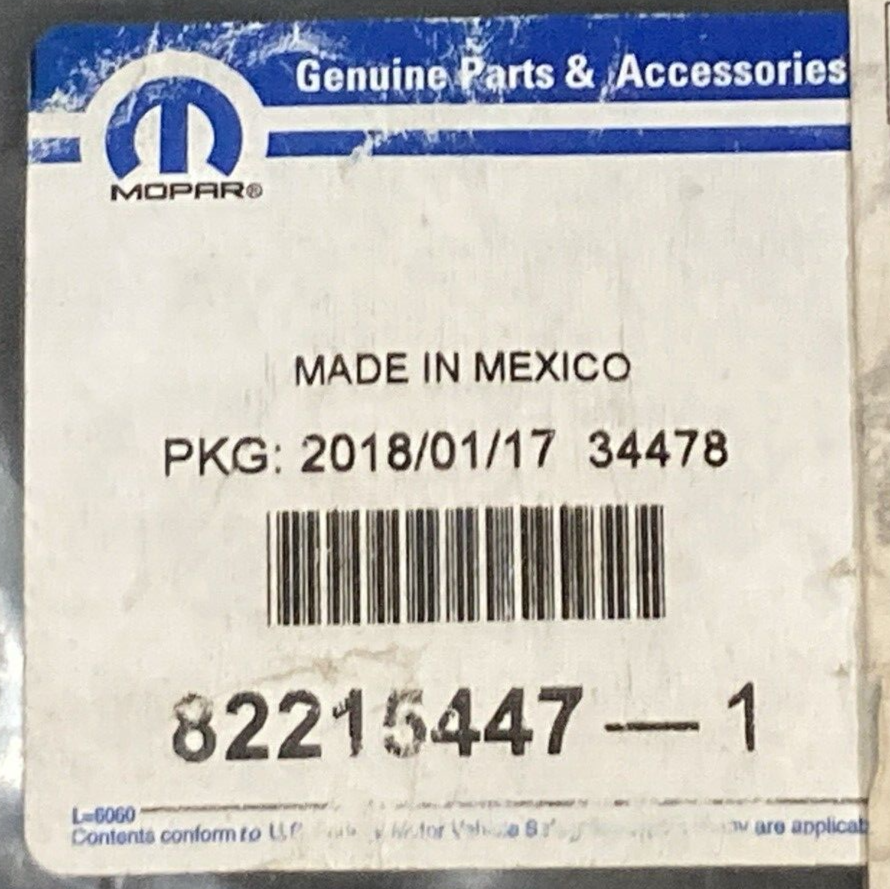 Genuine Parts & Accessories
MOPAR®
MADE IN MEXICO
PKG: 2018/01/17 34478
82215447 — 1
L=6060
Contents conform to are applicab